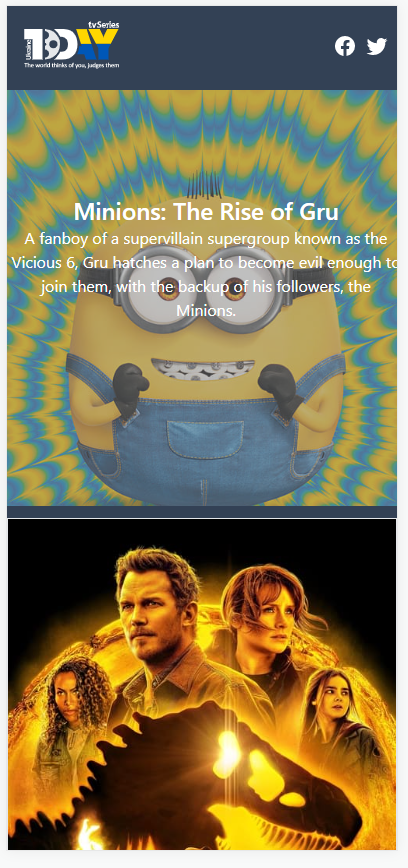 tvSeries
Ukraine
The world thinks of you, judges them
Minions: The Rise of Gru
A fanboy of a supervillain supergroup known as the
Vicious 6, Gru hatches a plan to become evil enough to
join them, with the backup of his followers, the
Minions.